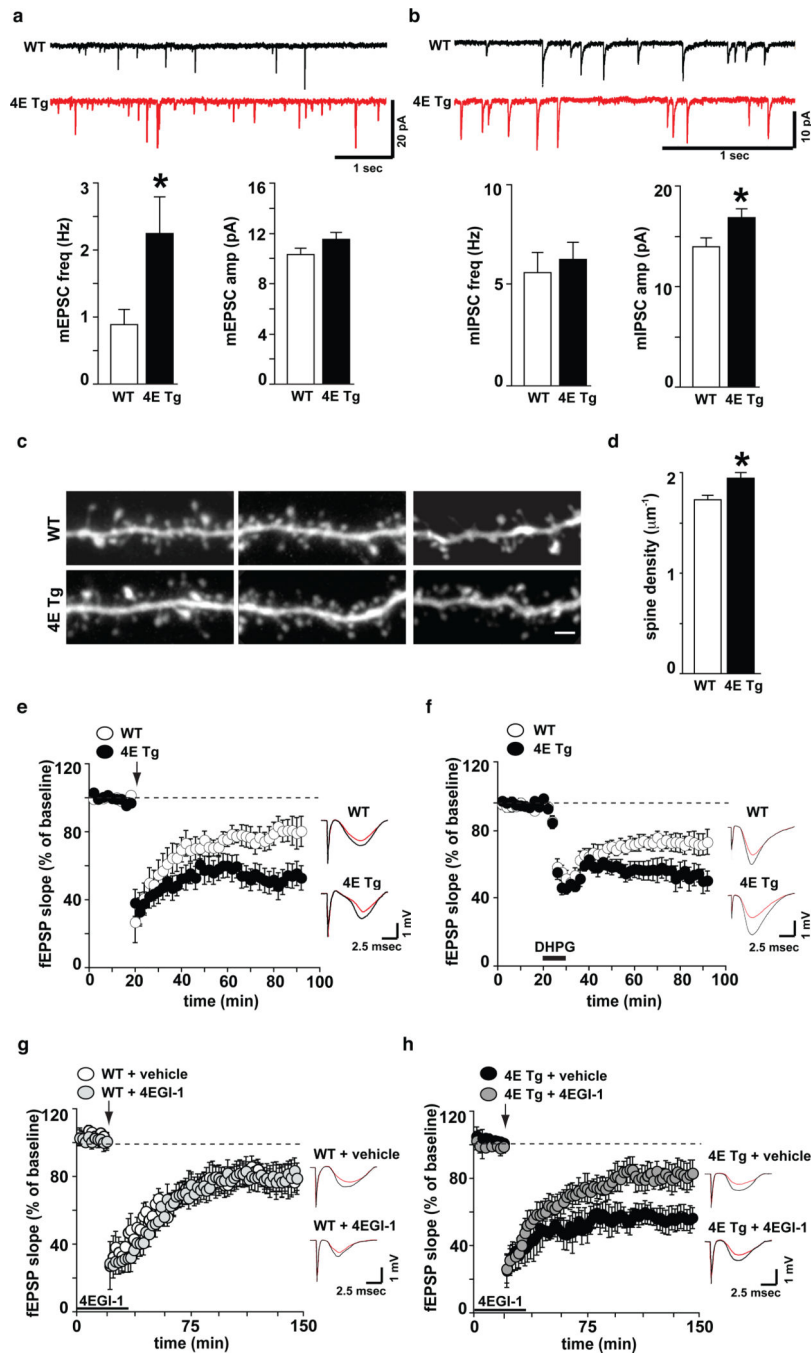 a
WT
4E Tg
20 pA
1 sec
mEPSC freq (Hz)
3
2
1
0
*
WT 4E Tg
mEPSC amp (pA)
16
12
8
4
0
WT 4E Tg
b
WT
4E Tg
10 pA
1 sec
mIPSC freq (Hz)
10
5
0
WT 4E Tg
mIPSC amp (pA)
20
15
10
5
0
*
WT 4E Tg
c
WT
4E Tg
d
spine density (µm-1)
2
1
0
*
WT 4E Tg
e
WT
4E Tg
fEPSP slope (% of baseline)
120
80
40
0
0 20 40 60 80 100
time (min)
WT
4E Tg
1 mV
2.5 msec
f
WT
4E Tg
fEPSP slope (% of baseline)
120
80
40
0
DHPG
0 20 40 60 80 100
time (min)
WT
4E Tg
1 mV
2.5 msec
g
WT + vehicle
WT + 4EGI-1
fEPSP slope (% of baseline)
120
80
40
0
4EGI-1
0 75 150
time (min)
WT + vehicle
WT + 4EGI-1
1 mV
2.5 msec
h
4E Tg + vehicle
4E Tg + 4EGI-1
fEPSP slope (% of baseline)
120
80
40
0
4EGI-1
0 75 150
time (min)
4E Tg + vehicle
4E Tg + 4EGI-1
1 mV
2.5 msec